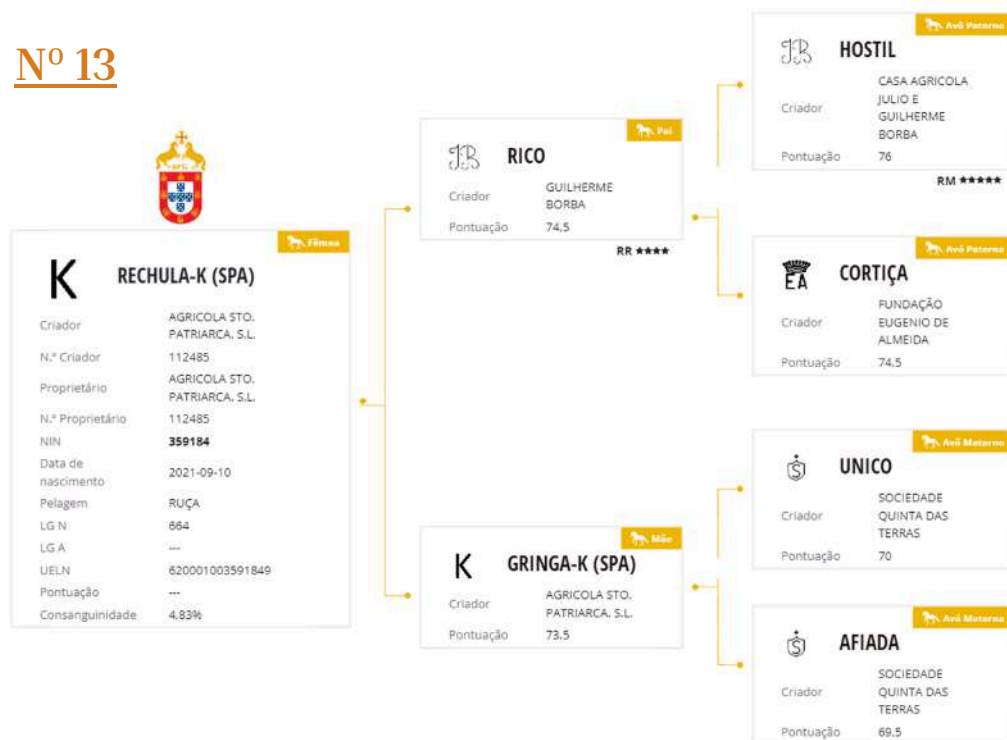 Nº 13
Fêmea
K
RECHULA-K (SPA)
Criador AGRICOLA STO.
PATRIARCA, S.L.
N.º Criador 112485
Proprietário AGRICOLA STO.
PATRIARCA, S.L.
N.º Proprietário 112485
NIN 359184
Data de
nascimento 2021-09-10
Pelagem RUÇA
LG N 664
LG A ---
UELN 620001003591849
Pontuação ---
Consanguinidade 4,83%
Pai
JB RICO
Criador GUILHERME
BORBA
Pontuação 74,5
RR ★★★★
Mãe
K GRINGA-K (SPA)
Criador AGRICOLA STO.
PATRIARCA, S.L.
Pontuação 73.5
Avô Paterno
JB HOSTIL
Criador CASA AGRICOLA
JULIO E
GUILHERME
BORBA
Pontuação 76
RM ★★★★★
Avó Paterna
EA CORTIÇA
Criador FUNDAÇÃO
EUGENIO DE
ALMEIDA
Pontuação 74.5
Avô Materno
S UNICO
Criador SOCIEDADE
QUINTA DAS
TERRAS
Pontuação 70
Avó Materna
S AFIADA
Criador SOCIEDADE
QUINTA DAS
TERRAS
Pontuação 69.5